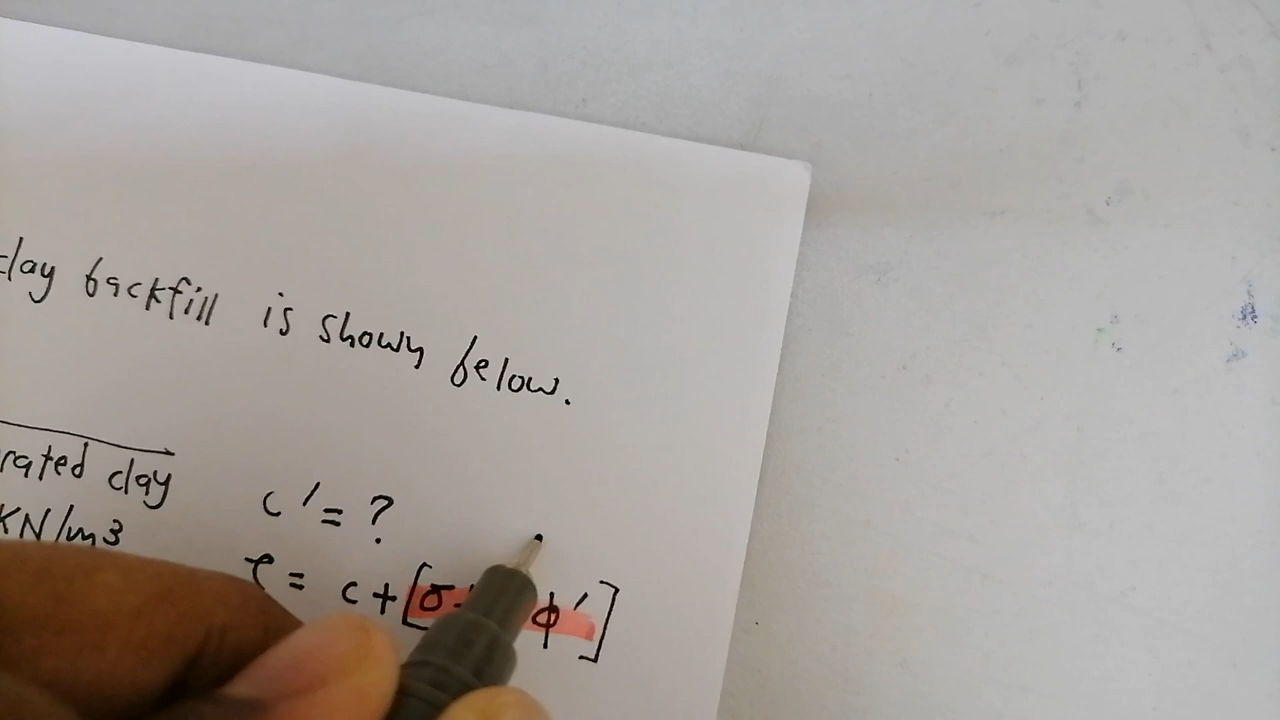 clay backfill is shown below.
rated clay
KN/m3
c' = ?
τ = c + [σ φ']